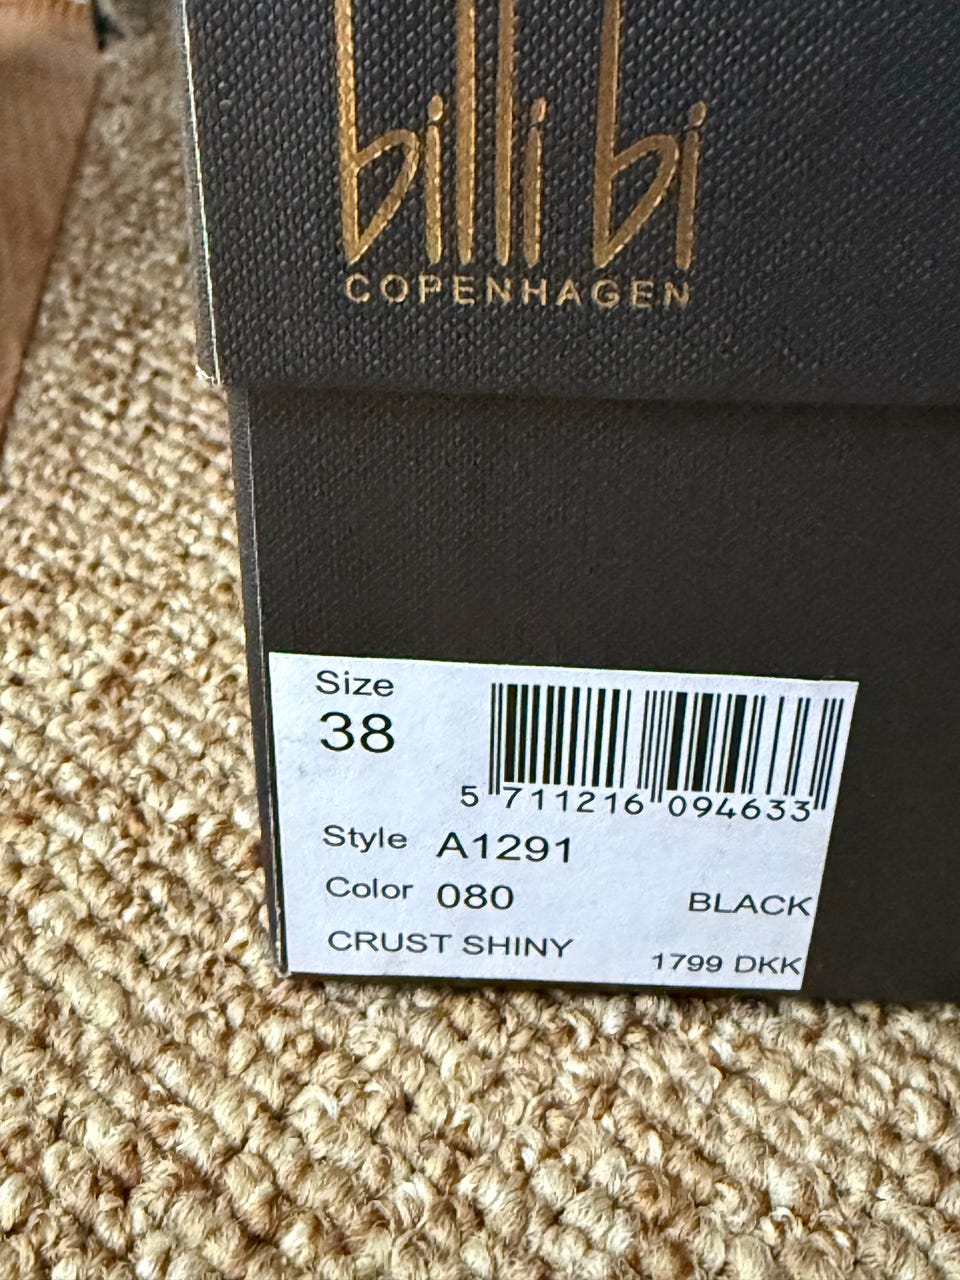 billi bi
COPENHAGEN
Size
38
5 711216 094633
Style A1291
Color 080 BLACK
CRUST SHINY 1799 DKK